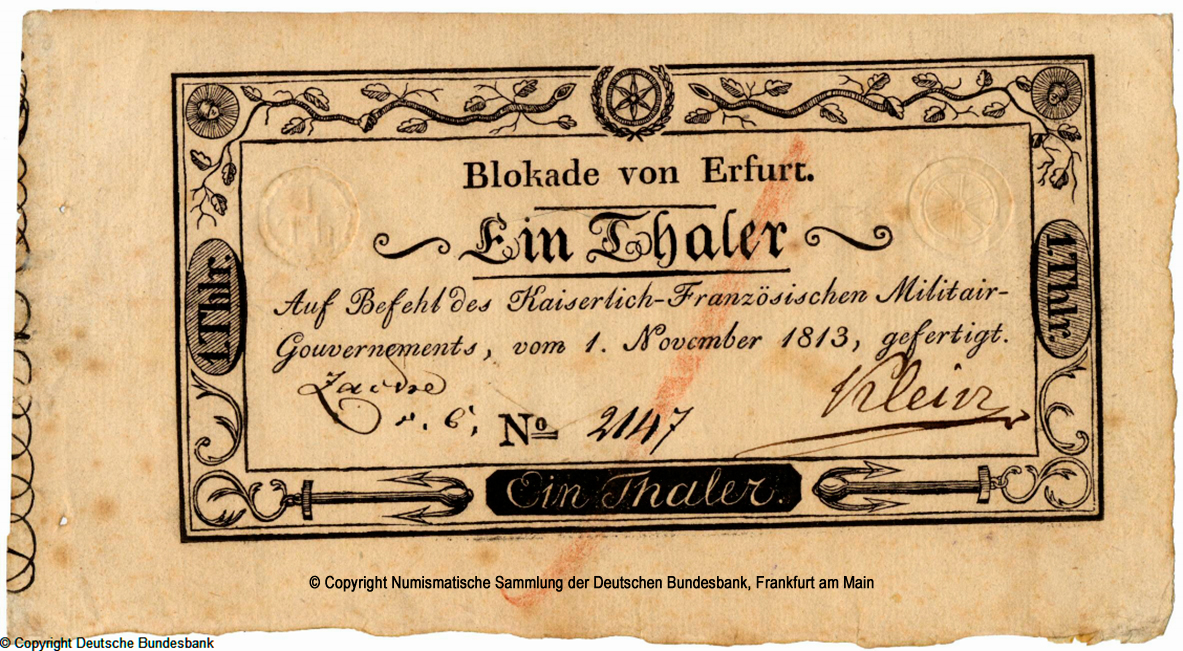 Blokade von Erfurt.
Ein Thaler
1.Thlr.
1.Thlr.
Auf Befehl des Kaiserlich-Französischen Militair-
Gouvernements, vom 1. November 1813, gefertigt.
Klein
No 2147
Ein Thaler.
© Copyright Numismatische Sammlung der Deutschen Bundesbank, Frankfurt am Main
© Copyright Deutsche Bundesbank